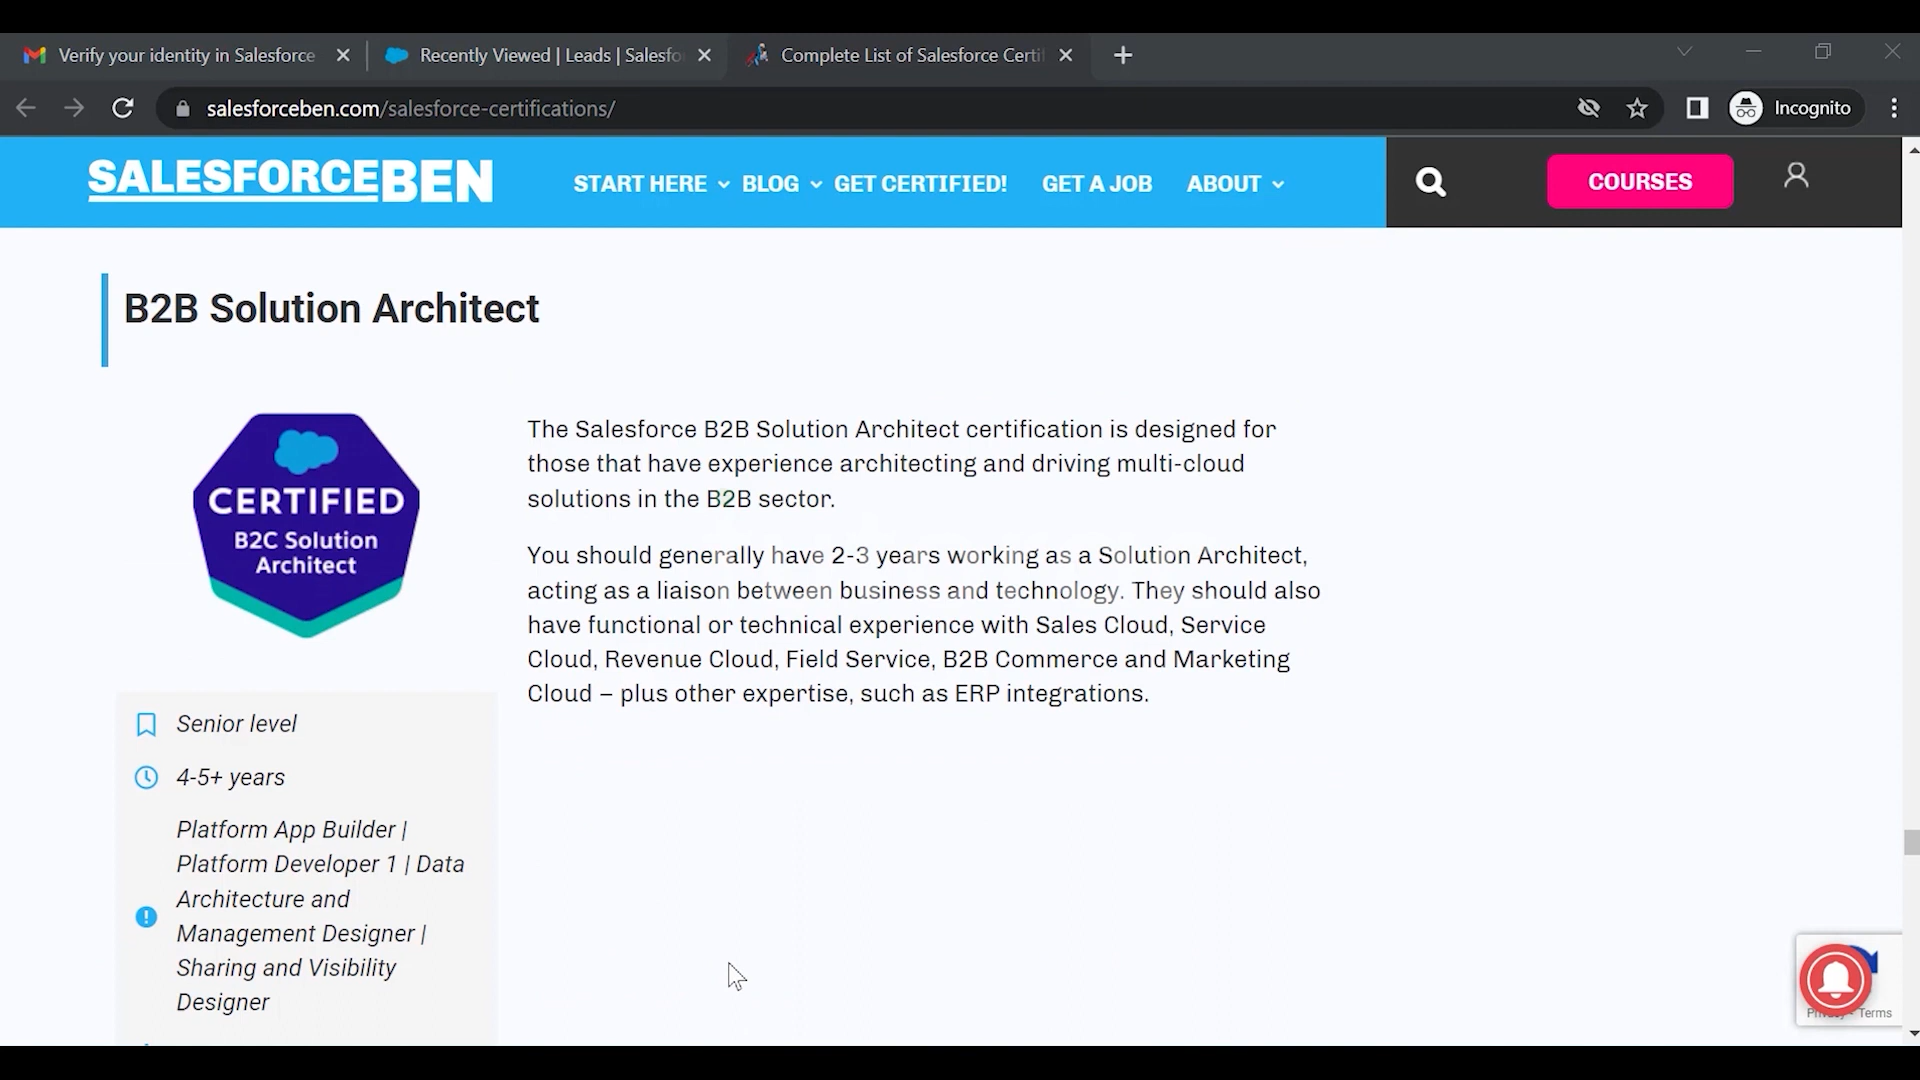 Verify your identity in Salesforce
Recently Viewed | Leads | Salesfo
Complete List of Salesforce Certi
salesforceben.com/salesforce-certifications/
Incognito
SALESFORCEBEN
START HERE
BLOG
GET CERTIFIED!
GET A JOB
ABOUT
COURSES
B2B Solution Architect
CERTIFIED
B2C Solution
Architect
The Salesforce B2B Solution Architect certification is designed for
those that have experience architecting and driving multi-cloud
solutions in the B2B sector.
You should generally have 2-3 years working as a Solution Architect,
acting as a liaison between business and technology. They should also
have functional or technical experience with Sales Cloud, Service
Cloud, Revenue Cloud, Field Service, B2B Commerce and Marketing
Cloud – plus other expertise, such as ERP integrations.
Senior level
4-5+ years
Platform App Builder |
Platform Developer 1 | Data
Architecture and
Management Designer |
Sharing and Visibility
Designer
Terms